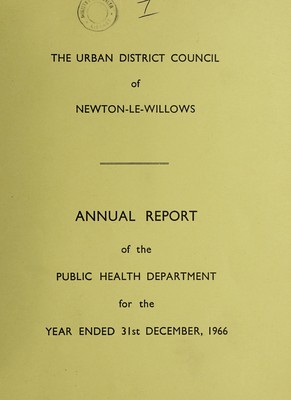 THE URBAN DISTRICT COUNCIL
of
NEWTON-LE-WILLOWS
ANNUAL REPORT
of the
PUBLIC HEALTH DEPARTMENT
for the
YEAR ENDED 31st DECEMBER, 1966